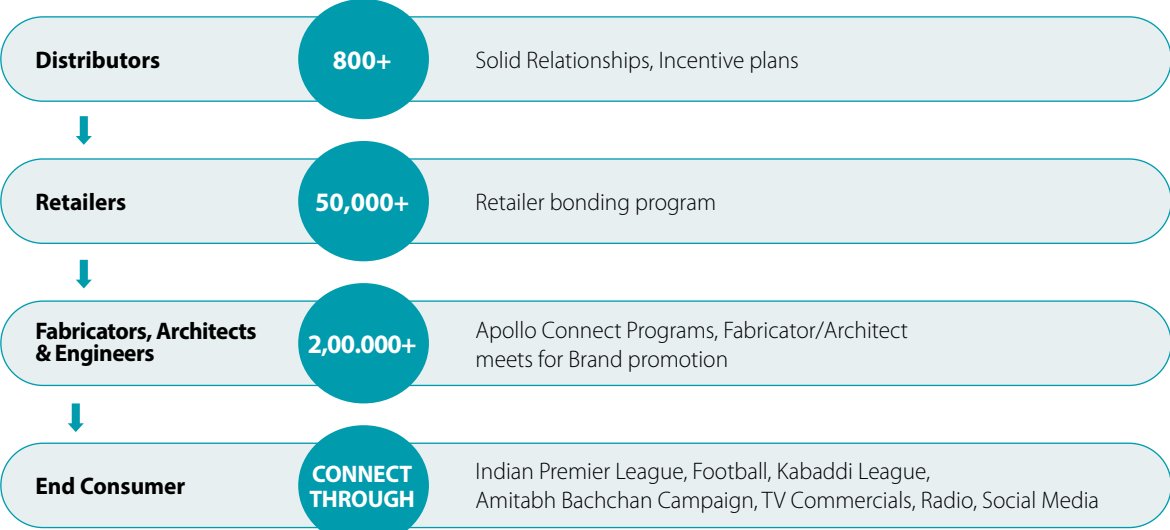 Distributors
800+
Solid Relationships, Incentive plans
Retailers
50,000+
Retailer bonding program
Fabricators, Architects
& Engineers
2,00.000+
Apollo Connect Programs, Fabricator/Architect
meets for Brand promotion
End Consumer
CONNECT
THROUGH
Indian Premier League, Football, Kabaddi League,
Amitabh Bachchan Campaign, TV Commercials, Radio, Social Media